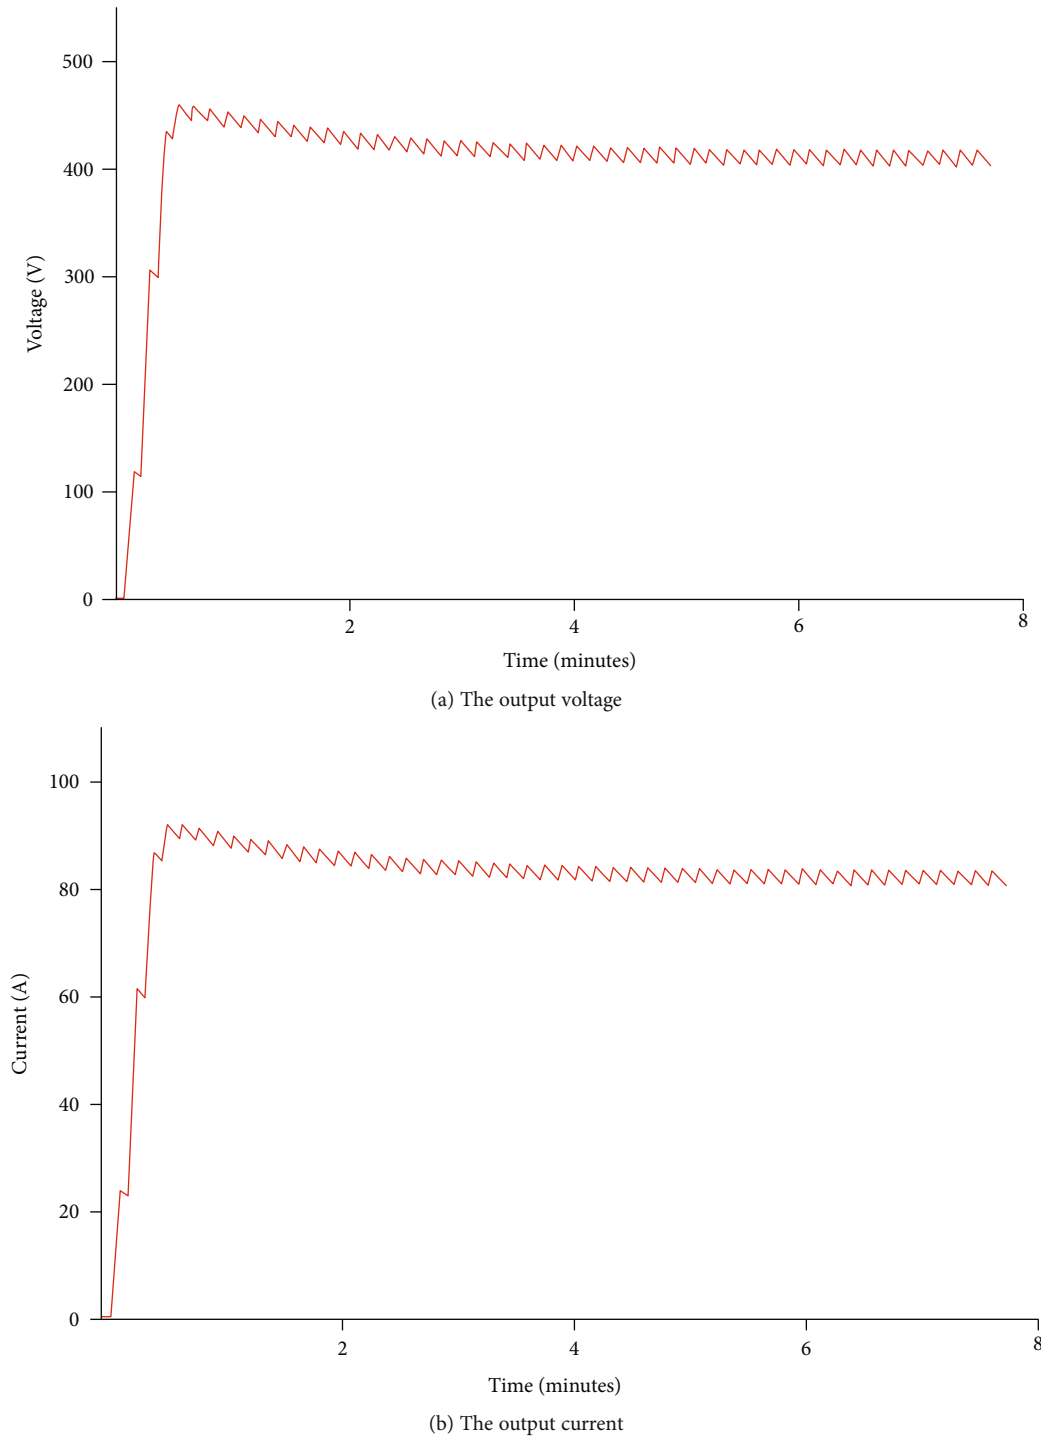 500
400
300
200
100
0
Voltage (V)
2 4 6 8
Time (minutes)
(a) The output voltage
100
80
60
40
20
0
Current (A)
2 4 6 8
Time (minutes)
(b) The output current